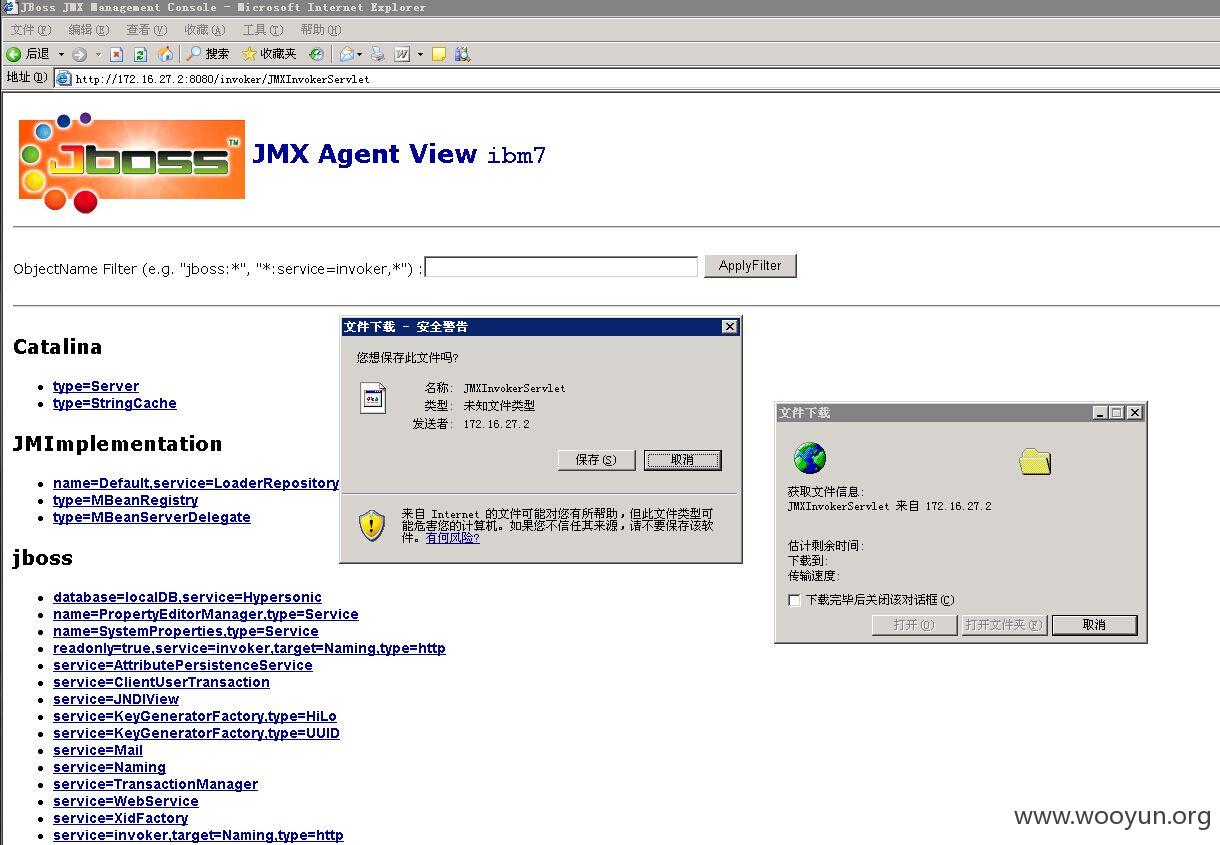 JBoss JMX Management Console - Microsoft Internet Explorer
文件(F) 编辑(E) 查看(V) 收藏(A) 工具(T) 帮助(H)
后退 搜索 收藏夹
地址(D) http://172.16.27.2:8080/invoker/JMXInvokerServlet
Jboss TM
JMX Agent View ibm7
ObjectName Filter (e.g. "jboss:*", "*:service=invoker,*") : ApplyFilter
Catalina
type=Server
type=StringCache
JMImplementation
name=Default,service=LoaderRepository
type=MBeanRegistry
type=MBeanServerDelegate
jboss
database=localDB,service=Hypersonic
name=PropertyEditorManager,type=Service
name=SystemProperties,type=Service
readonly=true,service=invoker,target=Naming,type=http
service=AttributePersistenceService
service=ClientUserTransaction
service=JNDIView
service=KeyGeneratorFactory,type=HiLo
service=KeyGeneratorFactory,type=UUID
service=Mail
service=Naming
service=TransactionManager
service=WebService
service=XidFactory
service=invoker,target=Naming,type=http
文件下载 - 安全警告
您想保存此文件吗?
名称: JMXInvokerServlet
类型: 未知文件类型
发送者: 172.16.27.2
保存(S) 取消
来自 Internet 的文件可能对您有所帮助,但此文件类型可
能危害您的计算机。如果您不信任其来源,请不要保存该软
件。有何风险?
文件下载
获取文件信息:
JMXInvokerServlet 来自 172.16.27.2
估计剩余时间:
下载到:
传输速度:
下载完毕后关闭该对话框(C)
打开(O) 打开文件夹(F) 取消
www.wooyun.org